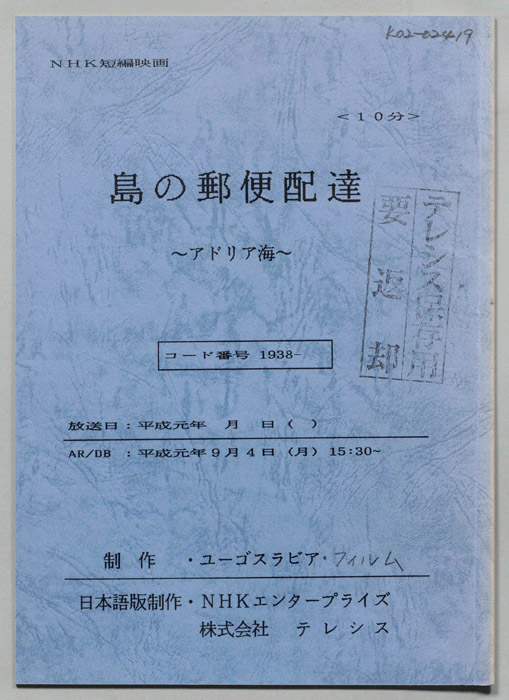 K02-02419
NHK短編映画
<10分>
島の郵便配達
～アドリア海～
テレシス保存用
要返却
コード番号 1938-
放送日：平成元年　月　日（　）
AR/DB ：平成元年9月4日（月）15:30~
制作　・ユーゴスラビア・フィルム
日本語版制作・NHKエンタープライズ
株式会社　テレシス